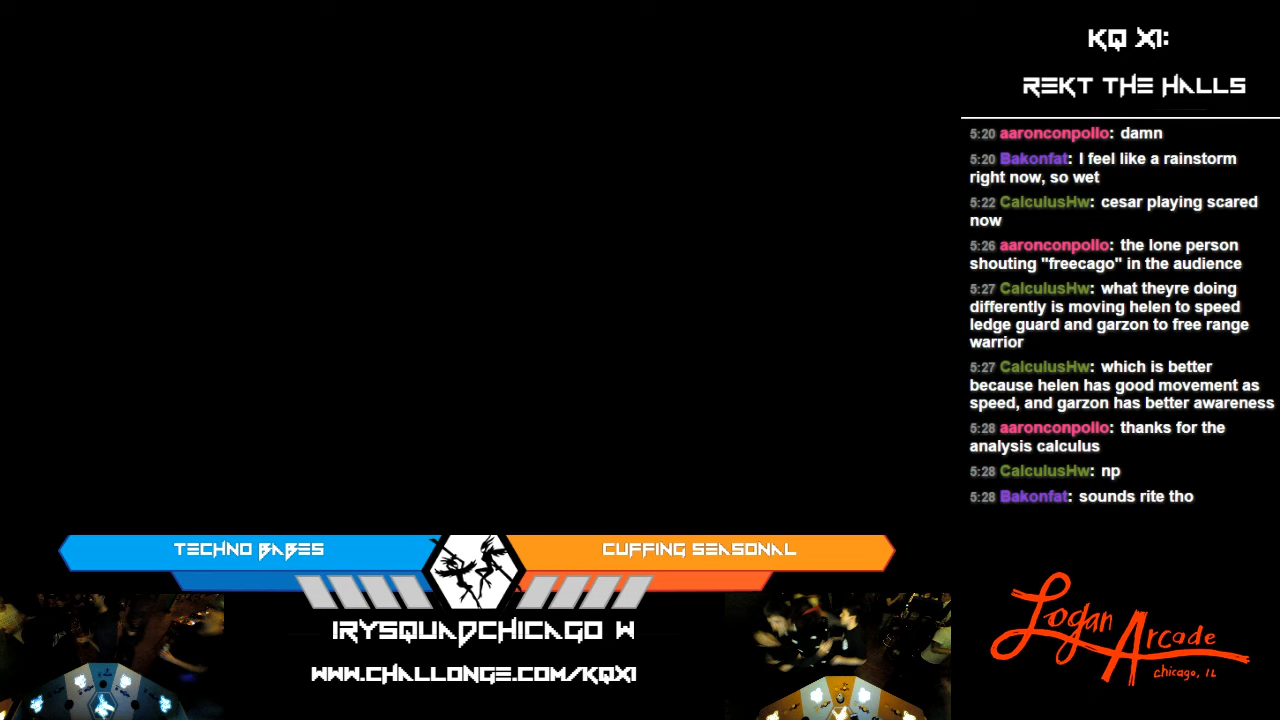 KQ XI:
REKT THE HALLS
5:20 aaronconpollo: damn
5:20 Bakonfat: I feel like a rainstorm
right now, so wet
5:22 CalculusHw: cesar playing scared
now
5:26 aaronconpollo: the lone person
shouting "freecago" in the audience
5:27 CalculusHw: what theyre doing
differently is moving helen to speed
ledge guard and garzon to free range
warrior
5:27 CalculusHw: which is better
because helen has good movement as
speed, and garzon has better awareness
5:28 aaronconpollo: thanks for the
analysis calculus
5:28 CalculusHw: np
5:28 Bakonfat: sounds rite tho
TECHNO BABES
CUFFING SEASONAL
IRYSQUADCHICAGO W
WWW.CHALLONGE.COM/KQXI
Logan
Arcade
chicago, IL